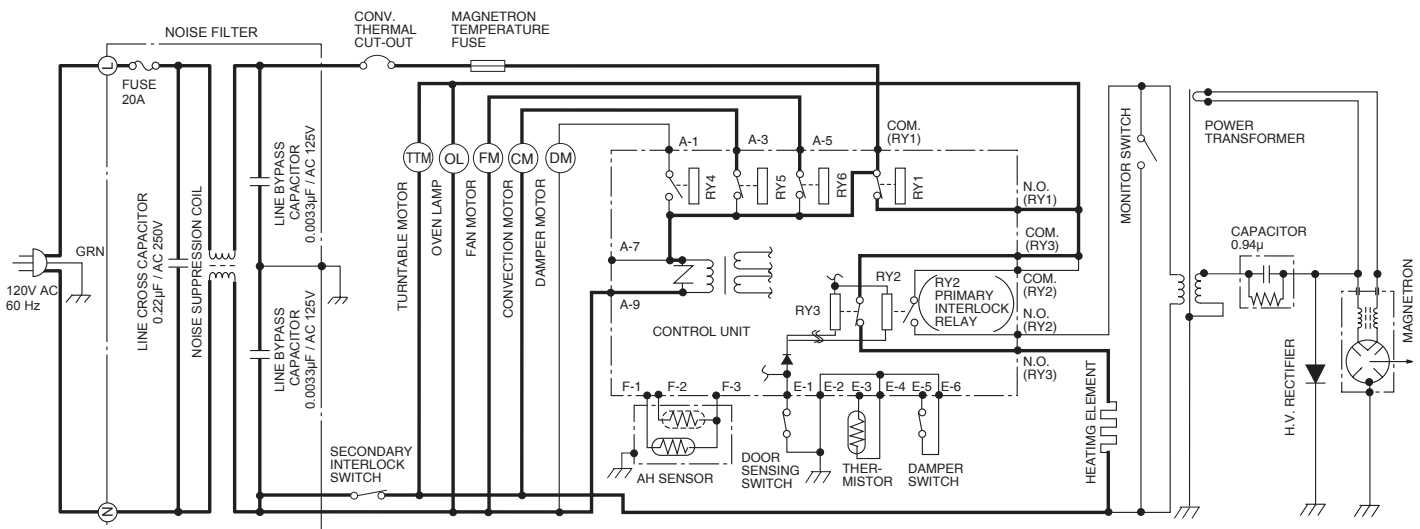 NOISE FILTER
CONV.
THERMAL
CUT-OUT
MAGNETRON
TEMPERATURE
FUSE
L
FUSE
20A
GRN
120V AC
60 Hz
N
LINE CROSS CAPACITOR
0.22µF / AC 250V
NOISE SUPPRESSION COIL
LINE BYPASS
CAPACITOR
0.0033µF / AC 125V
LINE BYPASS
CAPACITOR
0.0033µF / AC 125V
SECONDARY
INTERLOCK
SWITCH
TTM
OL
FM
CM
DM
TURNTABLE MOTOR
OVEN LAMP
FAN MOTOR
CONVECTION MOTOR
DAMPER MOTOR
A-1
A-3
A-5
COM.
(RY1)
RY4
RY5
RY6
RY1
N.O.
(RY1)
COM.
(RY3)
COM.
(RY2)
N.O.
(RY2)
N.O.
(RY3)
A-7
A-9
CONTROL UNIT
RY3
RY2
RY2
PRIMARY
INTERLOCK
RELAY
F-1
F-2
F-3
E-1
E-2
E-3
E-4
E-5
E-6
AH SENSOR
DOOR
SENSING
SWITCH
THER-
MISTOR
DAMPER
SWITCH
HEATIMG ELEMENT
MONITOR SWITCH
POWER
TRANSFORMER
CAPACITOR
0.94µ
H.V. RECTIFIER
MAGNETRON